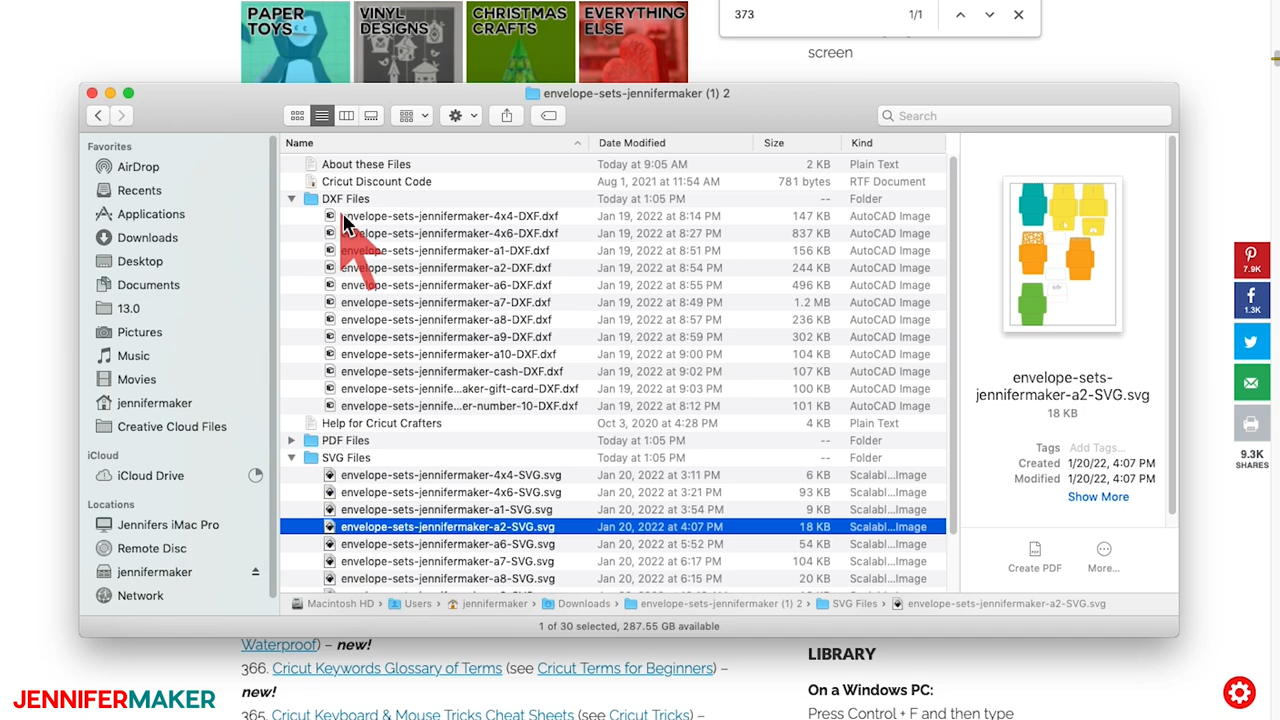 PAPER
TOYS
VINYL
DESIGNS
CHRISTMAS
CRAFTS
EVERYTHING
ELSE
373 1/1
screen
envelope-sets-jennifermaker (1) 2
Search
Favorites
AirDrop
Recents
Applications
Downloads
Desktop
Documents
13.0
Pictures
Music
Movies
jennifermaker
Creative Cloud Files
iCloud
iCloud Drive
Locations
Jennifers iMac Pro
Remote Disc
jennifermaker
Network
Name Date Modified Size Kind
About these Files Today at 9:05 AM 2 KB Plain Text
Cricut Discount Code Aug 1, 2021 at 11:54 AM 781 bytes RTF Document
DXF Files Today at 1:05 PM -- Folder
envelope-sets-jennifermaker-4x4-DXF.dxf Jan 19, 2022 at 8:14 PM 147 KB AutoCAD Image
envelope-sets-jennifermaker-4x6-DXF.dxf Jan 19, 2022 at 8:27 PM 837 KB AutoCAD Image
envelope-sets-jennifermaker-a1-DXF.dxf Jan 19, 2022 at 8:51 PM 156 KB AutoCAD Image
envelope-sets-jennifermaker-a2-DXF.dxf Jan 19, 2022 at 8:54 PM 244 KB AutoCAD Image
envelope-sets-jennifermaker-a6-DXF.dxf Jan 19, 2022 at 8:55 PM 496 KB AutoCAD Image
envelope-sets-jennifermaker-a7-DXF.dxf Jan 19, 2022 at 8:49 PM 1.2 MB AutoCAD Image
envelope-sets-jennifermaker-a8-DXF.dxf Jan 19, 2022 at 8:57 PM 236 KB AutoCAD Image
envelope-sets-jennifermaker-a9-DXF.dxf Jan 19, 2022 at 8:59 PM 302 KB AutoCAD Image
envelope-sets-jennifermaker-a10-DXF.dxf Jan 19, 2022 at 9:00 PM 104 KB AutoCAD Image
envelope-sets-jennifermaker-cash-DXF.dxf Jan 19, 2022 at 9:02 PM 107 KB AutoCAD Image
envelope-sets-jennife...aker-gift-card-DXF.dxf Jan 19, 2022 at 9:03 PM 100 KB AutoCAD Image
envelope-sets-jennife...er-number-10-DXF.dxf Jan 19, 2022 at 8:12 PM 101 KB AutoCAD Image
Help for Cricut Crafters Oct 3, 2020 at 4:28 PM 4 KB Plain Text
PDF Files Today at 1:05 PM -- Folder
SVG Files Today at 1:05 PM -- Folder
envelope-sets-jennifermaker-4x4-SVG.svg Jan 20, 2022 at 3:11 PM 6 KB Scalabl...Image
envelope-sets-jennifermaker-4x6-SVG.svg Jan 20, 2022 at 3:21 PM 93 KB Scalabl...Image
envelope-sets-jennifermaker-a1-SVG.svg Jan 20, 2022 at 3:54 PM 9 KB Scalabl...Image
envelope-sets-jennifermaker-a2-SVG.svg Jan 20, 2022 at 4:07 PM 18 KB Scalabl...Image
envelope-sets-jennifermaker-a6-SVG.svg Jan 20, 2022 at 5:52 PM 54 KB Scalabl...Image
envelope-sets-jennifermaker-a7-SVG.svg Jan 20, 2022 at 6:17 PM 104 KB Scalabl...Image
envelope-sets-jennifermaker-a8-SVG.svg Jan 20, 2022 at 6:15 PM 20 KB Scalabl...Image
envelope-sets-
jennifermaker-a2-SVG.svg
18 KB
Tags Add Tags...
Created 1/20/22, 4:07 PM
Modified 1/20/22, 4:07 PM
Show More
Create PDF More...
Macintosh HD › Users › jennifermaker › Downloads › envelope-sets-jennifermaker (1) 2 › SVG Files › envelope-sets-jennifermaker-a2-SVG.svg
1 of 30 selected, 287.55 GB available
7.9K
1.3K
9.3K
SHARES
Waterproof) – new!
366. Cricut Keywords Glossary of Terms (see Cricut Terms for Beginners) –
new!
365. Cricut Keyboard & Mouse Tricks Cheat Sheets (see Cricut Tricks) –
LIBRARY
On a Windows PC:
Press Control + F and then type
JENNIFERMAKER